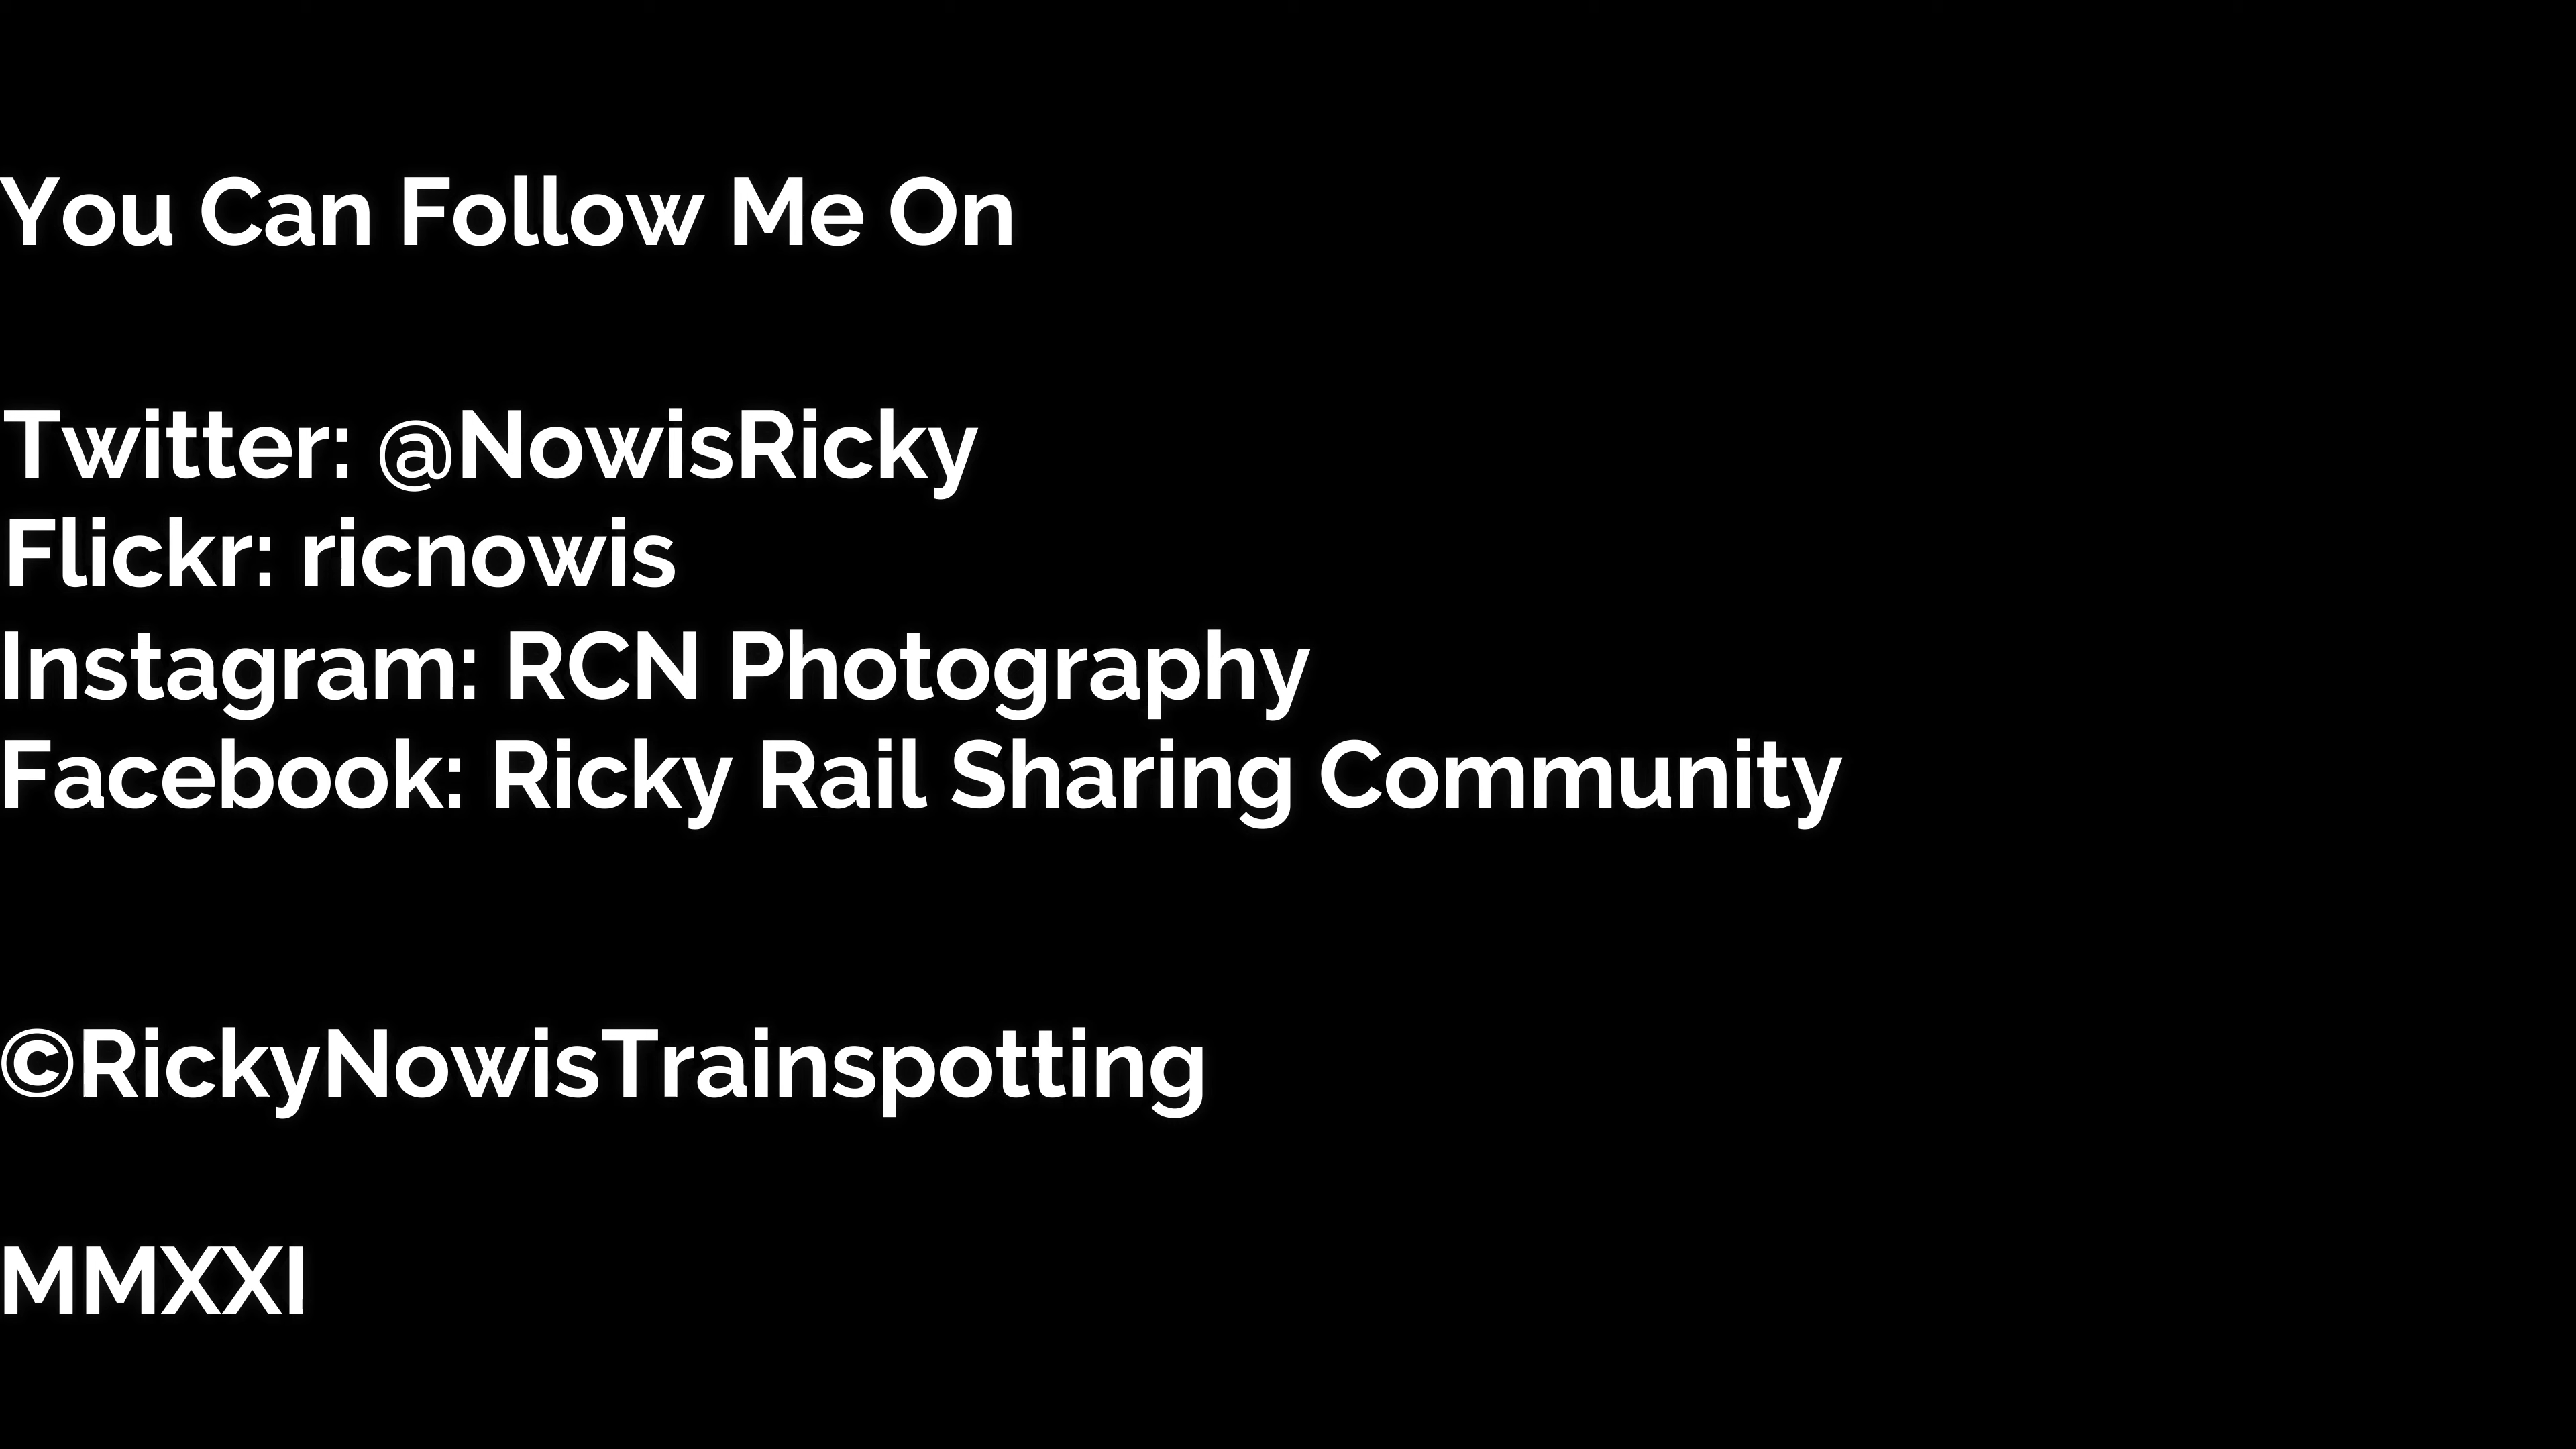 You Can Follow Me On
Twitter: @NowisRicky
Flickr: ricnowis
Instagram: RCN Photography
Facebook: Ricky Rail Sharing Community
©RickyNowisTrainspotting
MMXXI